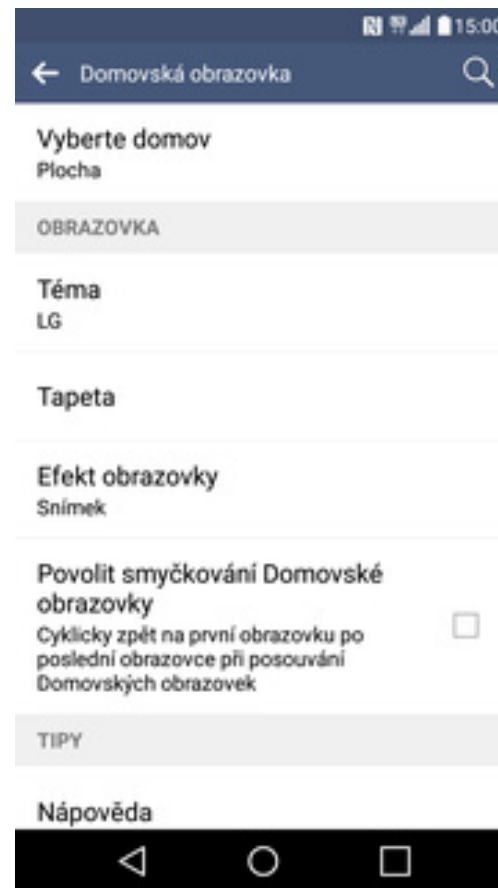 15:00
Domovská obrazovka
Vyberte domov
Plocha
OBRAZOVKA
Téma
LG
Tapeta
Efekt obrazovky
Snímek
Povolit smyčkování Domovské
obrazovky
Cyklicky zpět na první obrazovku po
poslední obrazovce při posouvání
Domovských obrazovek
TIPY
Nápověda